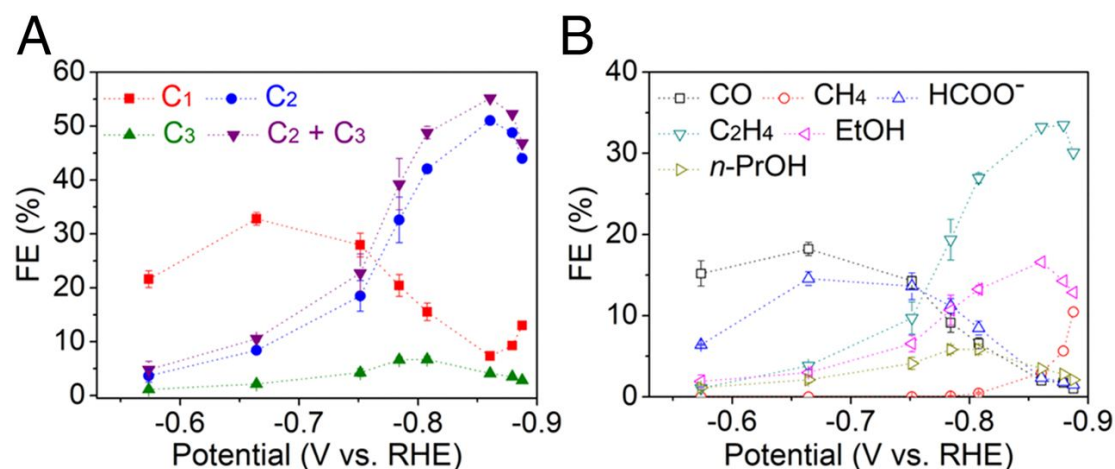 A
60
50
40
30
20
10
0
FE (%)
C₁ C₂
C₃ C₂ + C₃
-0.6 -0.7 -0.8 -0.9
Potential (V vs. RHE)
B
40
30
20
10
0
FE (%)
CO CH₄ HCOO⁻
C₂H₄ EtOH
n-PrOH
-0.6 -0.7 -0.8 -0.9
Potential (V vs. RHE)